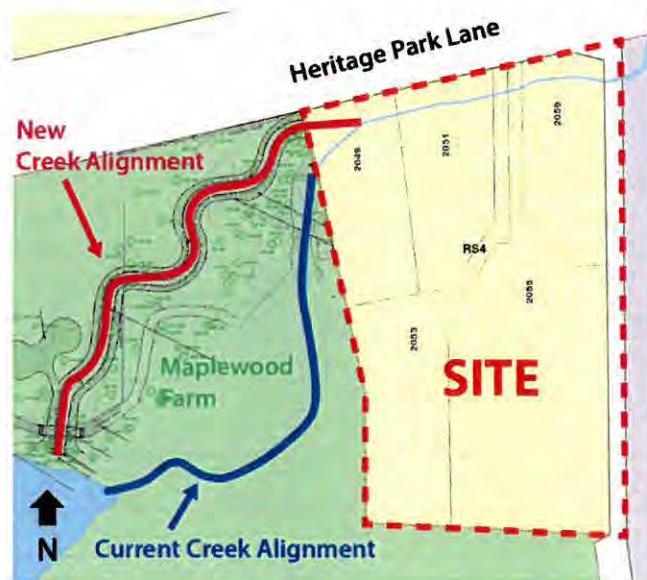 Heritage Park Lane
New
Creek Alignment
2049
2051
2059
RS4
2053
2055
SITE
Maplewood
Farm
Current Creek Alignment
N